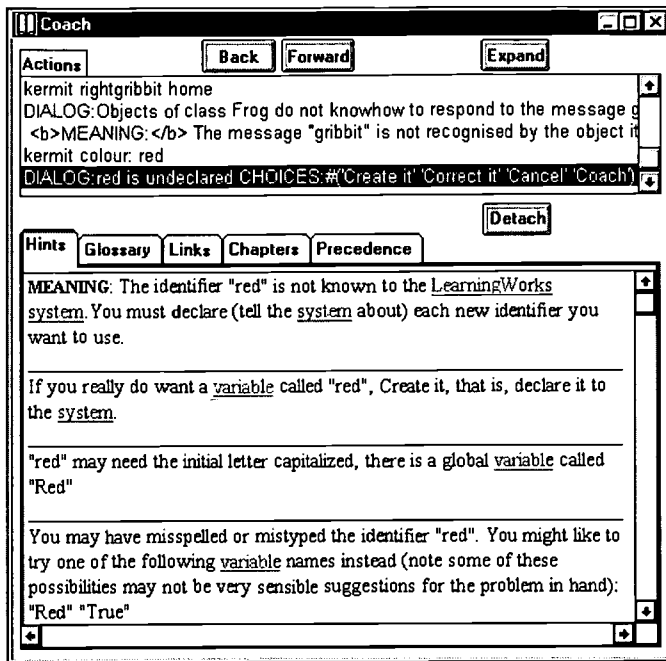 Coach
Back Forward Expand
Actions
kermit rightgribbit home
DIALOG:Objects of class Frog do not knowhow to respond to the message g
<b>MEANING:</b> The message "gribbit" is not recognised by the object it
kermit colour: red
DIALOG:red is undeclared CHOICES:#('Create it' 'Correct it' 'Cancel' 'Coach')
Detach
Hints Glossary Links Chapters Precedence
MEANING: The identifier "red" is not known to the LearningWorks
system. You must declare (tell the system about) each new identifier you
want to use.
If you really do want a variable called "red", Create it, that is, declare it to
the system.
"red" may need the initial letter capitalized, there is a global variable called
"Red"
You may have misspelled or mistyped the identifier "red". You might like to
try one of the following variable names instead (note some of these
possibilities may not be very sensible suggestions for the problem in hand):
"Red" "True"